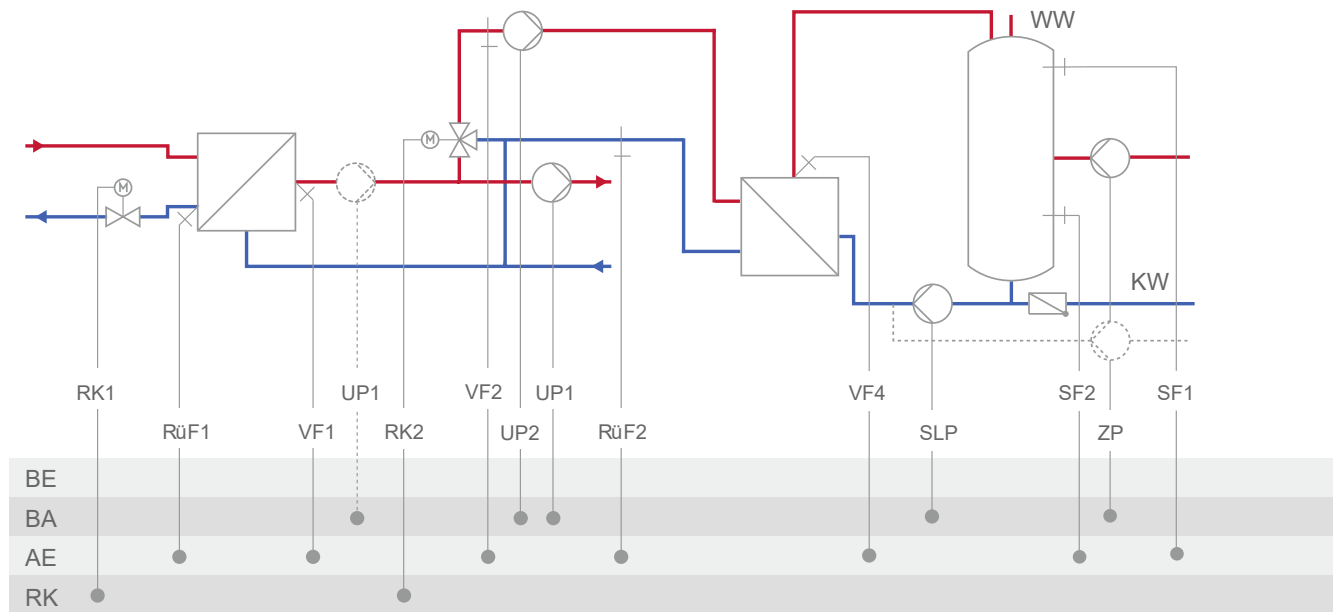 WW
M
M
KW
RK1 UP1 VF2 UP1 VF4 SF2 SF1
RüF1 VF1 RK2 UP2 RüF2 SLP ZP
BE
BA
AE
RK